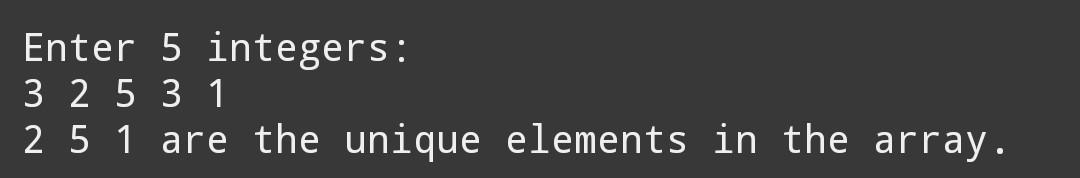 Enter 5 integers:
3 2 5 3 1
2 5 1 are the unique elements in the array.